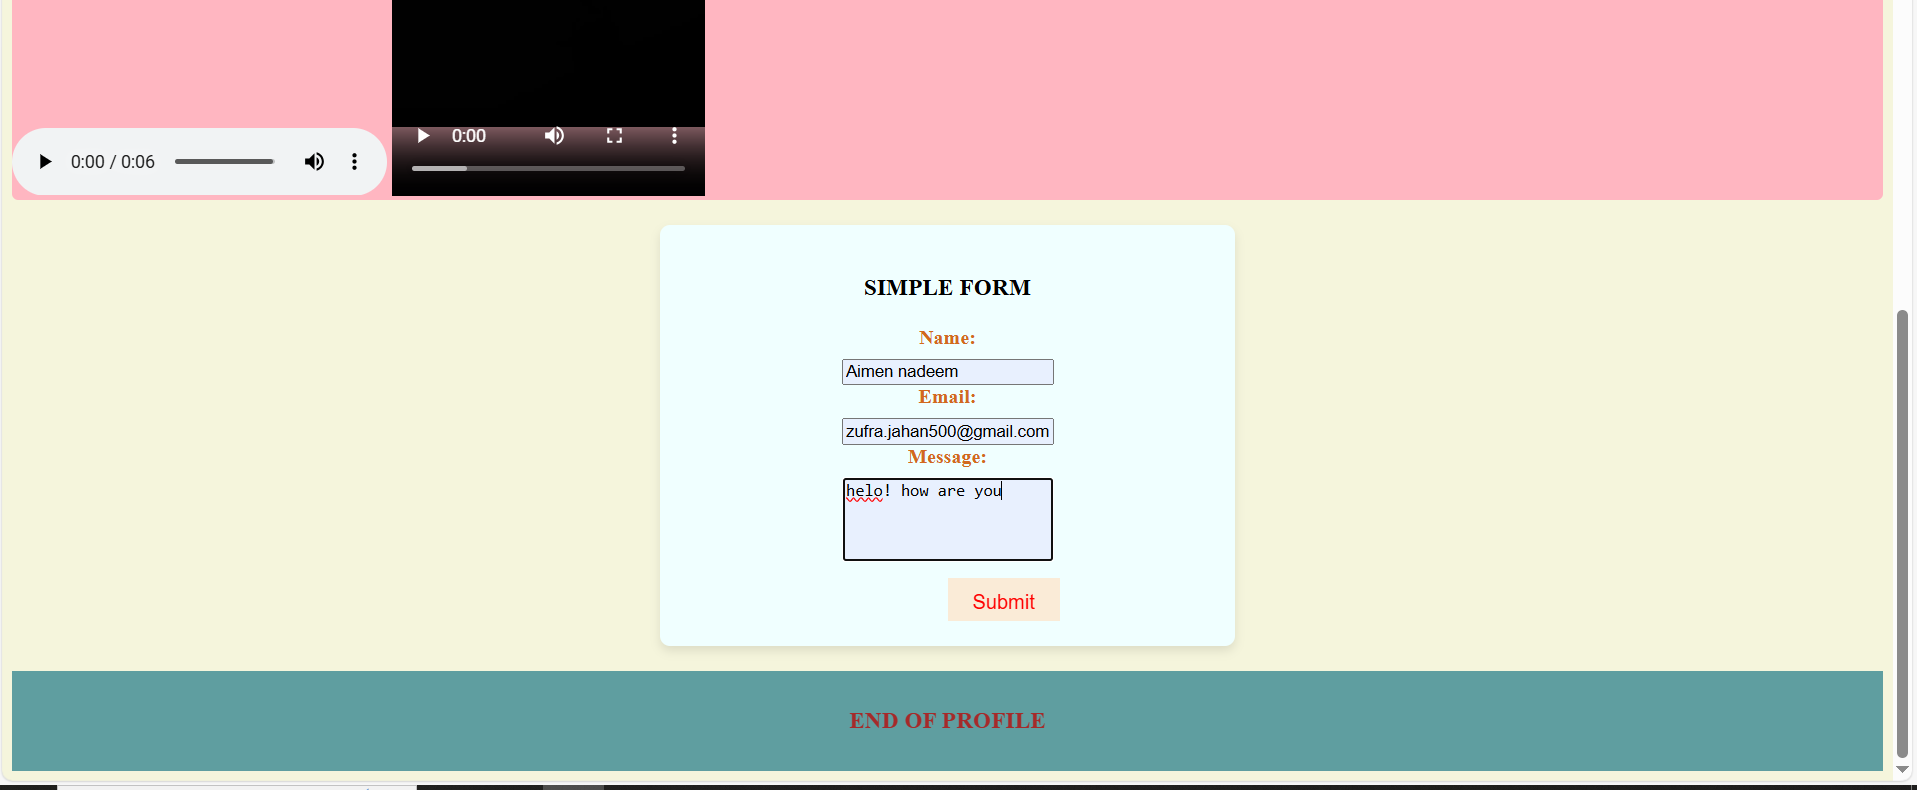 0:00 / 0:06
0:00
SIMPLE FORM
Name:
Aimen nadeem
Email:
zufra.jahan500@gmail.com
Message:
helo! how are you
Submit
END OF PROFILE